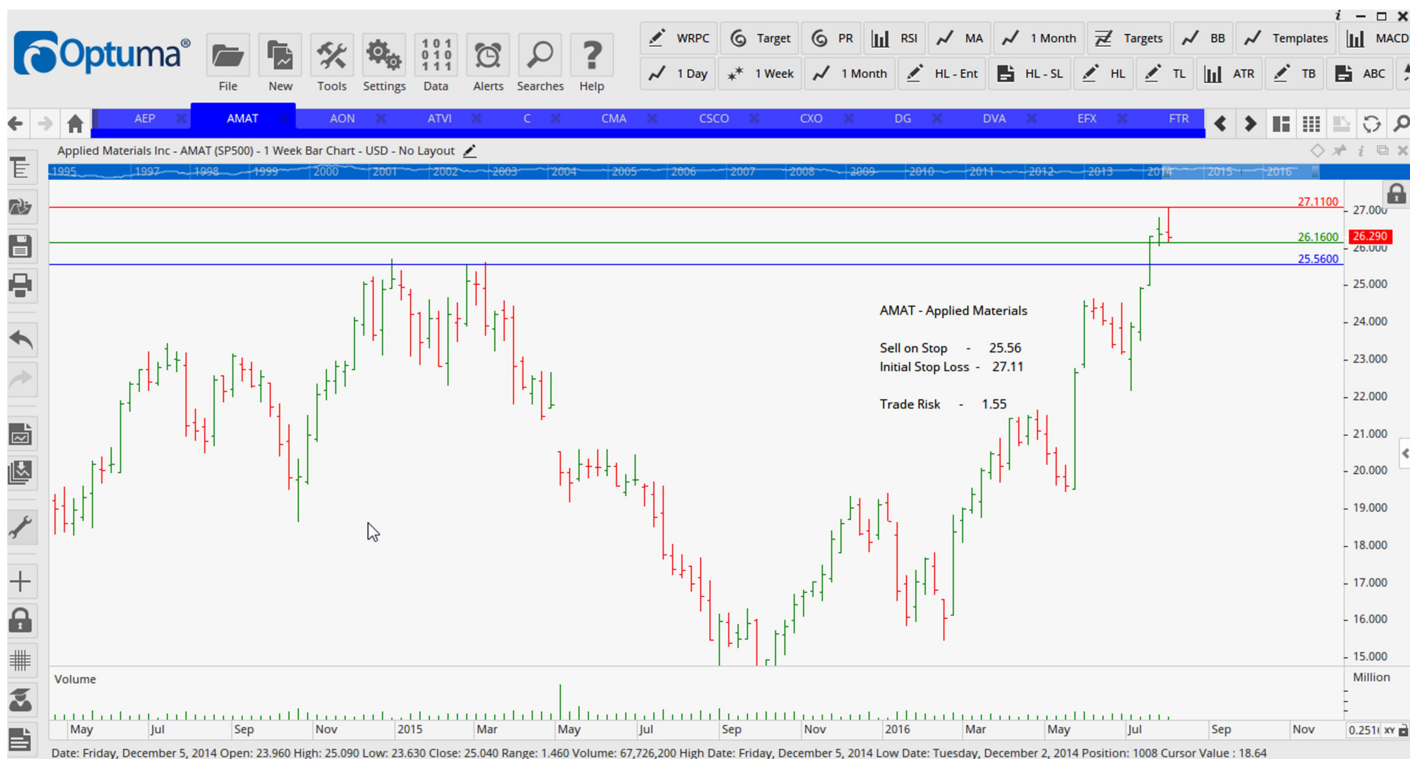 i
Optuma®
WRPC Target PR RSI MA 1 Month Targets BB Templates MACD
1 Day 1 Week 1 Month HL - Ent HL - SL HL TL ATR TB ABC
101
010
111
File New Tools Settings Data Alerts Searches Help
AEP AMAT AON ATVI C CMA CSCO CXO DG DVA EFX FTR
Applied Materials Inc - AMAT (SP500) - 1 Week Bar Chart - USD - No Layout
1995 1997 1998 1999 2000 2001 2002 2003 2004 2005 2006 2007 2008 2009 2010 2011 2012 2013 2014 2015 2016
27.1100
27.000
26.1600
26.290
26.000
25.5600
25.000
AMAT - Applied Materials
24.000
Sell on Stop - 25.56
Initial Stop Loss - 27.11
23.000
Trade Risk - 1.55
22.000
21.000
20.000
19.000
18.000
17.000
16.000
15.000
Volume
Million
May Jul Sep Nov 2015 Mar May Jul Sep Nov 2016 Mar May Jul Sep Nov
XY
Date: Friday, December 5, 2014 Open: 23.960 High: 25.090 Low: 23.630 Close: 25.040 Range: 1.460 Volume: 67,726,200 High Date: Friday, December 5, 2014 Low Date: Tuesday, December 2, 2014 Position: 1008 Cursor Value : 18.64